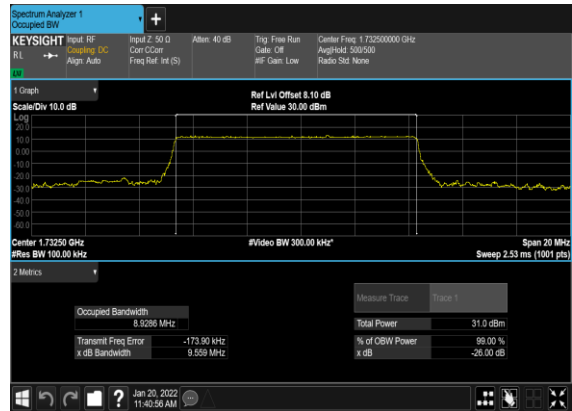 Spectrum Analyzer 1
Occupied BW
+
KEYSIGHT Input: RF Input Z: 50 Ω Atten: 40 dB Trig: Free Run Center Freq: 1.732500000 GHz
RL Coupling: DC Corr CCorr Gate: Off Avg|Hold: 500/500
Align: Auto Freq Ref: Int (S) #IF Gain: Low Radio Std: None
1 Graph
Scale/Div 10.0 dB
Ref Lvl Offset 8.10 dB
Ref Value 30.00 dBm
Log
20.0
10.0
0.00
-10.0
-20.0
-30.0
-40.0
-50.0
-60.0
Center 1.73250 GHz #Video BW 300.00 kHz* Span 20 MHz
#Res BW 100.00 kHz Sweep 2.53 ms (1001 pts)
2 Metrics
Measure Trace Trace 1
Occupied Bandwidth
8.9286 MHz
Total Power 31.0 dBm
Transmit Freq Error -173.90 kHz % of OBW Power 99.00 %
x dB Bandwidth 9.559 MHz x dB -26.00 dB
? Jan 20, 2022
11:40:56 AM